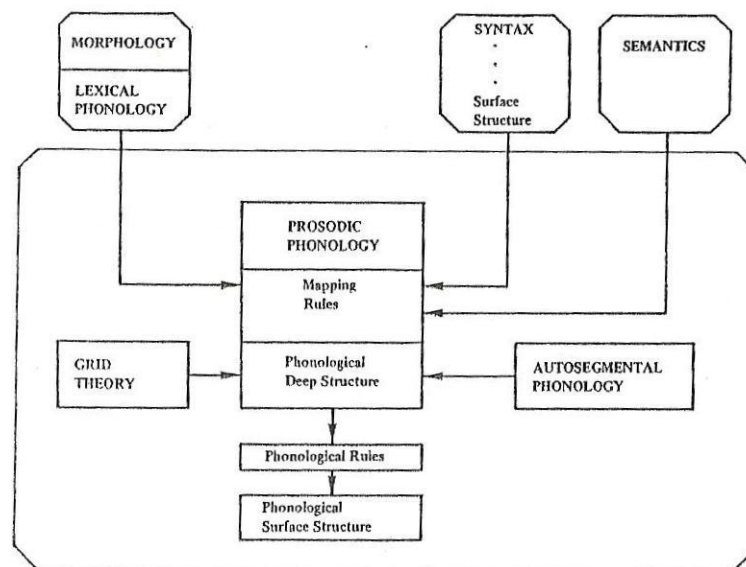 MORPHOLOGY
LEXICAL
PHONOLOGY
SYNTAX
Surface
Structure
SEMANTICS
PROSODIC
PHONOLOGY
Mapping
Rules
GRID
THEORY
Phonological
Deep Structure
AUTOSEGMENTAL
PHONOLOGY
Phonological Rules
Phonological
Surface Structure